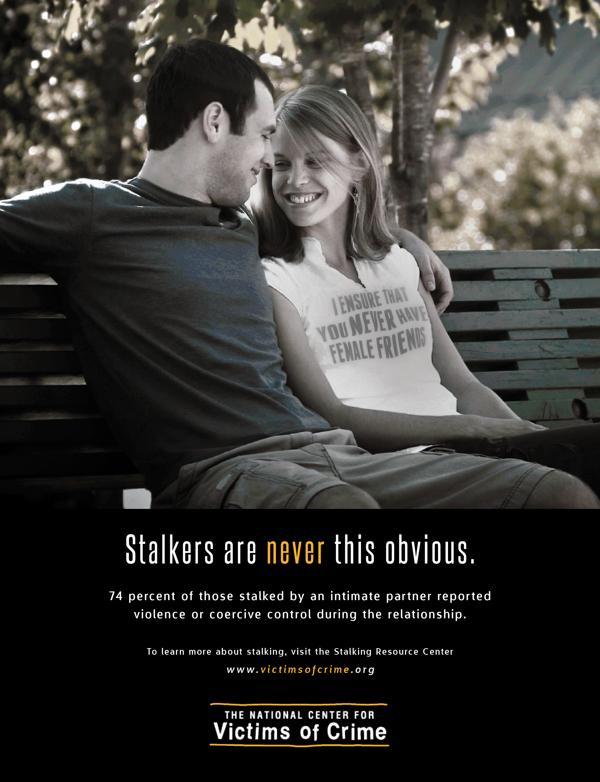 I ENSURE THAT
YOU NEVER HAVE
FEMALE FRIENDS
Stalkers are never this obvious.
74 percent of those stalked by an intimate partner reported
violence or coercive control during the relationship.
To learn more about stalking, visit the Stalking Resource Center
www.victimsofcrime.org
THE NATIONAL CENTER FOR
Victims of Crime